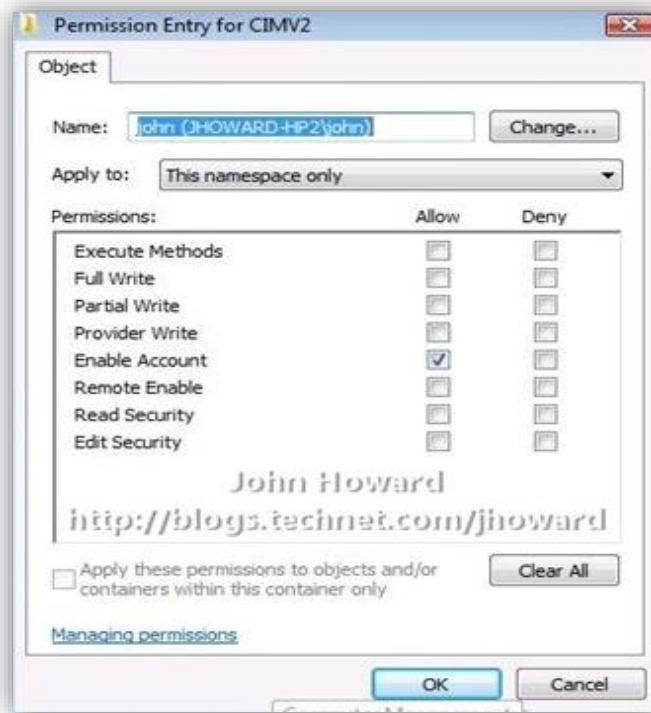 Permission Entry for CIMV2
Object
Name: john (JHOWARD-HP2\john) Change...
Apply to: This namespace only
Permissions: Allow Deny
Execute Methods
Full Write
Partial Write
Provider Write
Enable Account
Remote Enable
Read Security
Edit Security
John Howard
http://blogs.technet.com/jhoward
Apply these permissions to objects and/or
containers within this container only
Clear All
Managing permissions
OK Cancel